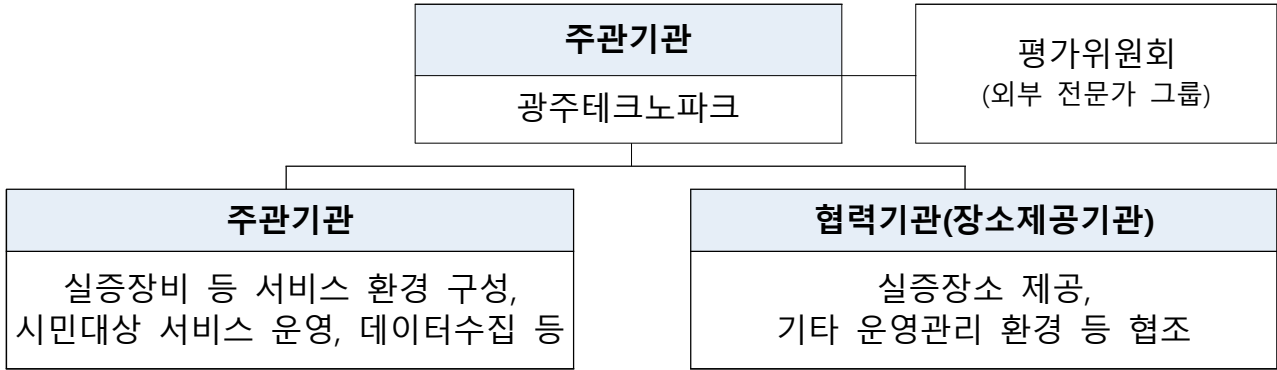 주관기관
광주테크노파크
평가위원회
(외부 전문가 그룹)
주관기관
실증장비 등 서비스 환경 구성,
시민대상 서비스 운영, 데이터수집 등
협력기관(장소제공기관)
실증장소 제공,
기타 운영관리 환경 등 협조